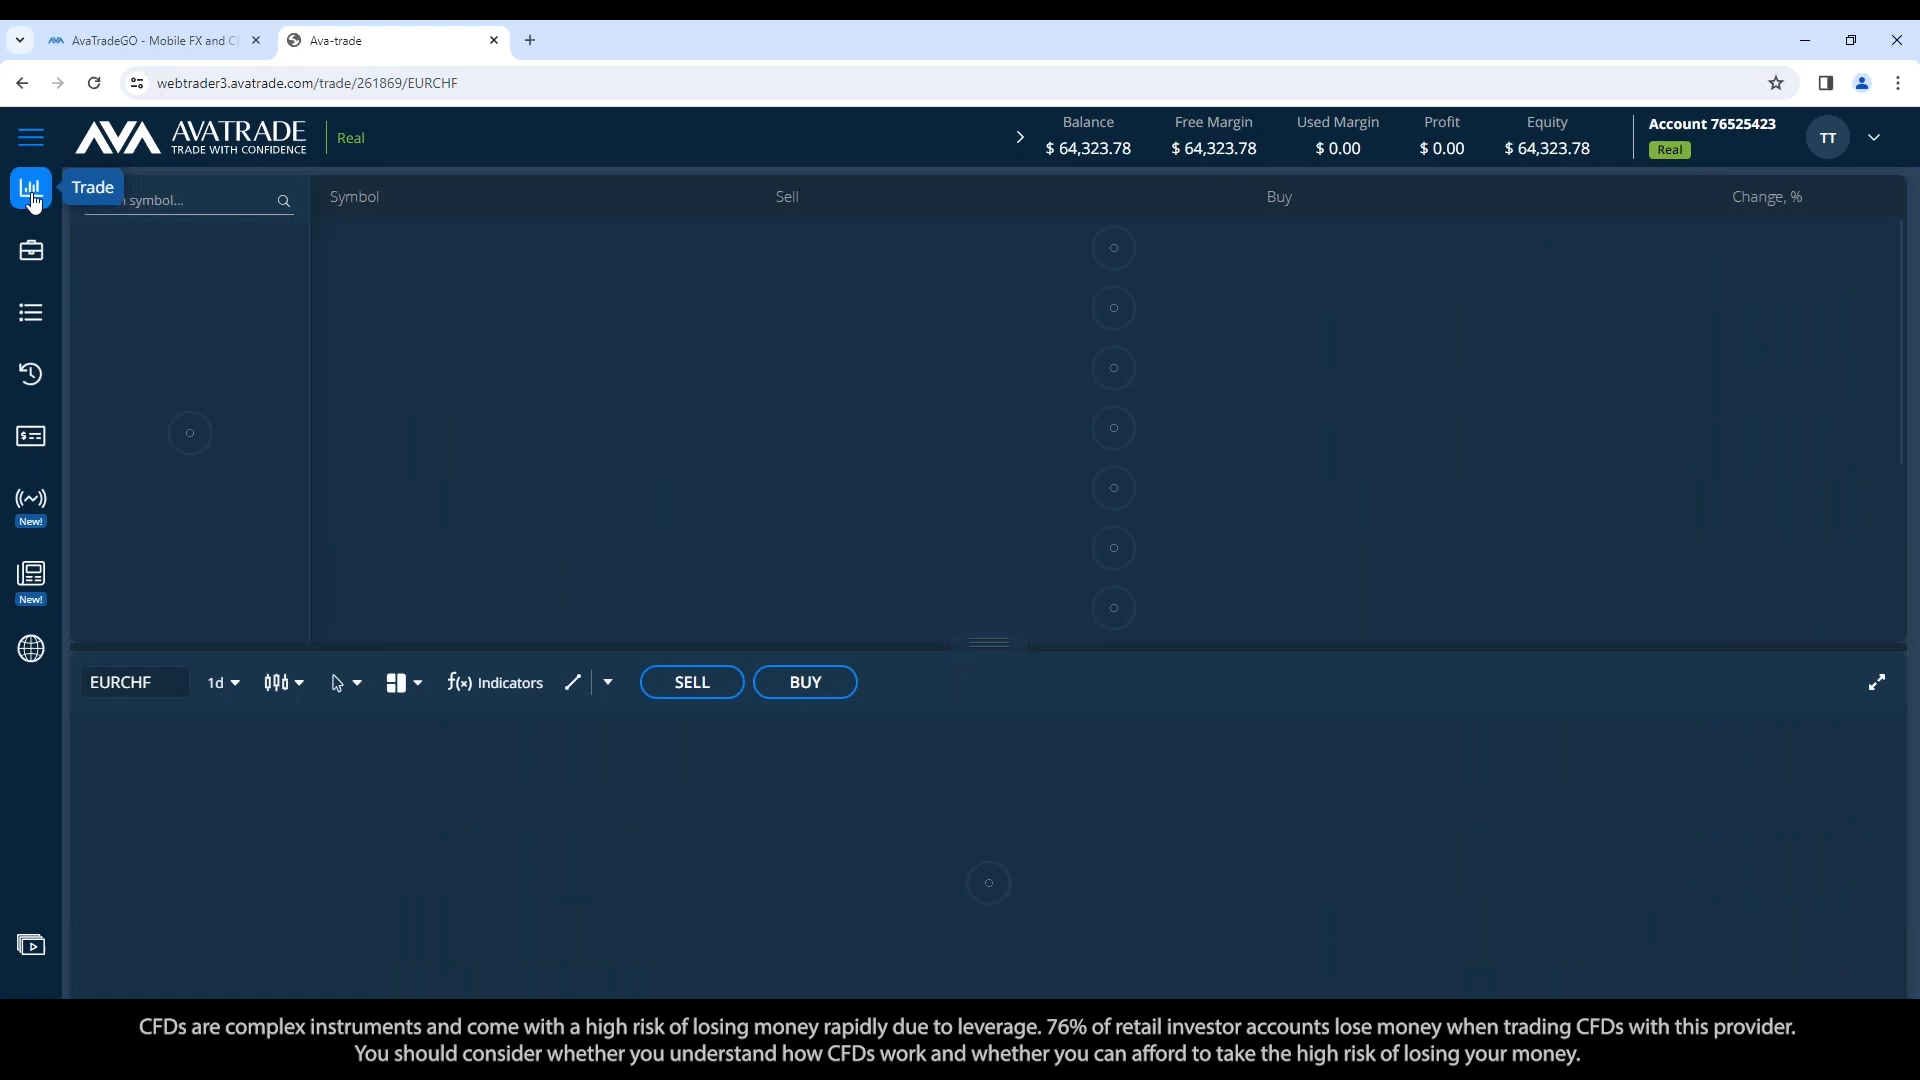 AvaTradeGO - Mobile FX and C
Ava-trade
webtrader3.avatrade.com/trade/261869/EURCHF
AVA AVATRADE
TRADE WITH CONFIDENCE
Real
Balance
$ 64,323.78
Free Margin
$ 64,323.78
Used Margin
$ 0.00
Profit
$ 0.00
Equity
$ 64,323.78
Account 76525423
Real
TT
Trade
symbol...
Symbol Sell Buy Change, %
New!
New!
EURCHF 1d f(x) Indicators SELL BUY
CFDs are complex instruments and come with a high risk of losing money rapidly due to leverage. 76% of retail investor accounts lose money when trading CFDs with this provider.
You should consider whether you understand how CFDs work and whether you can afford to take the high risk of losing your money.